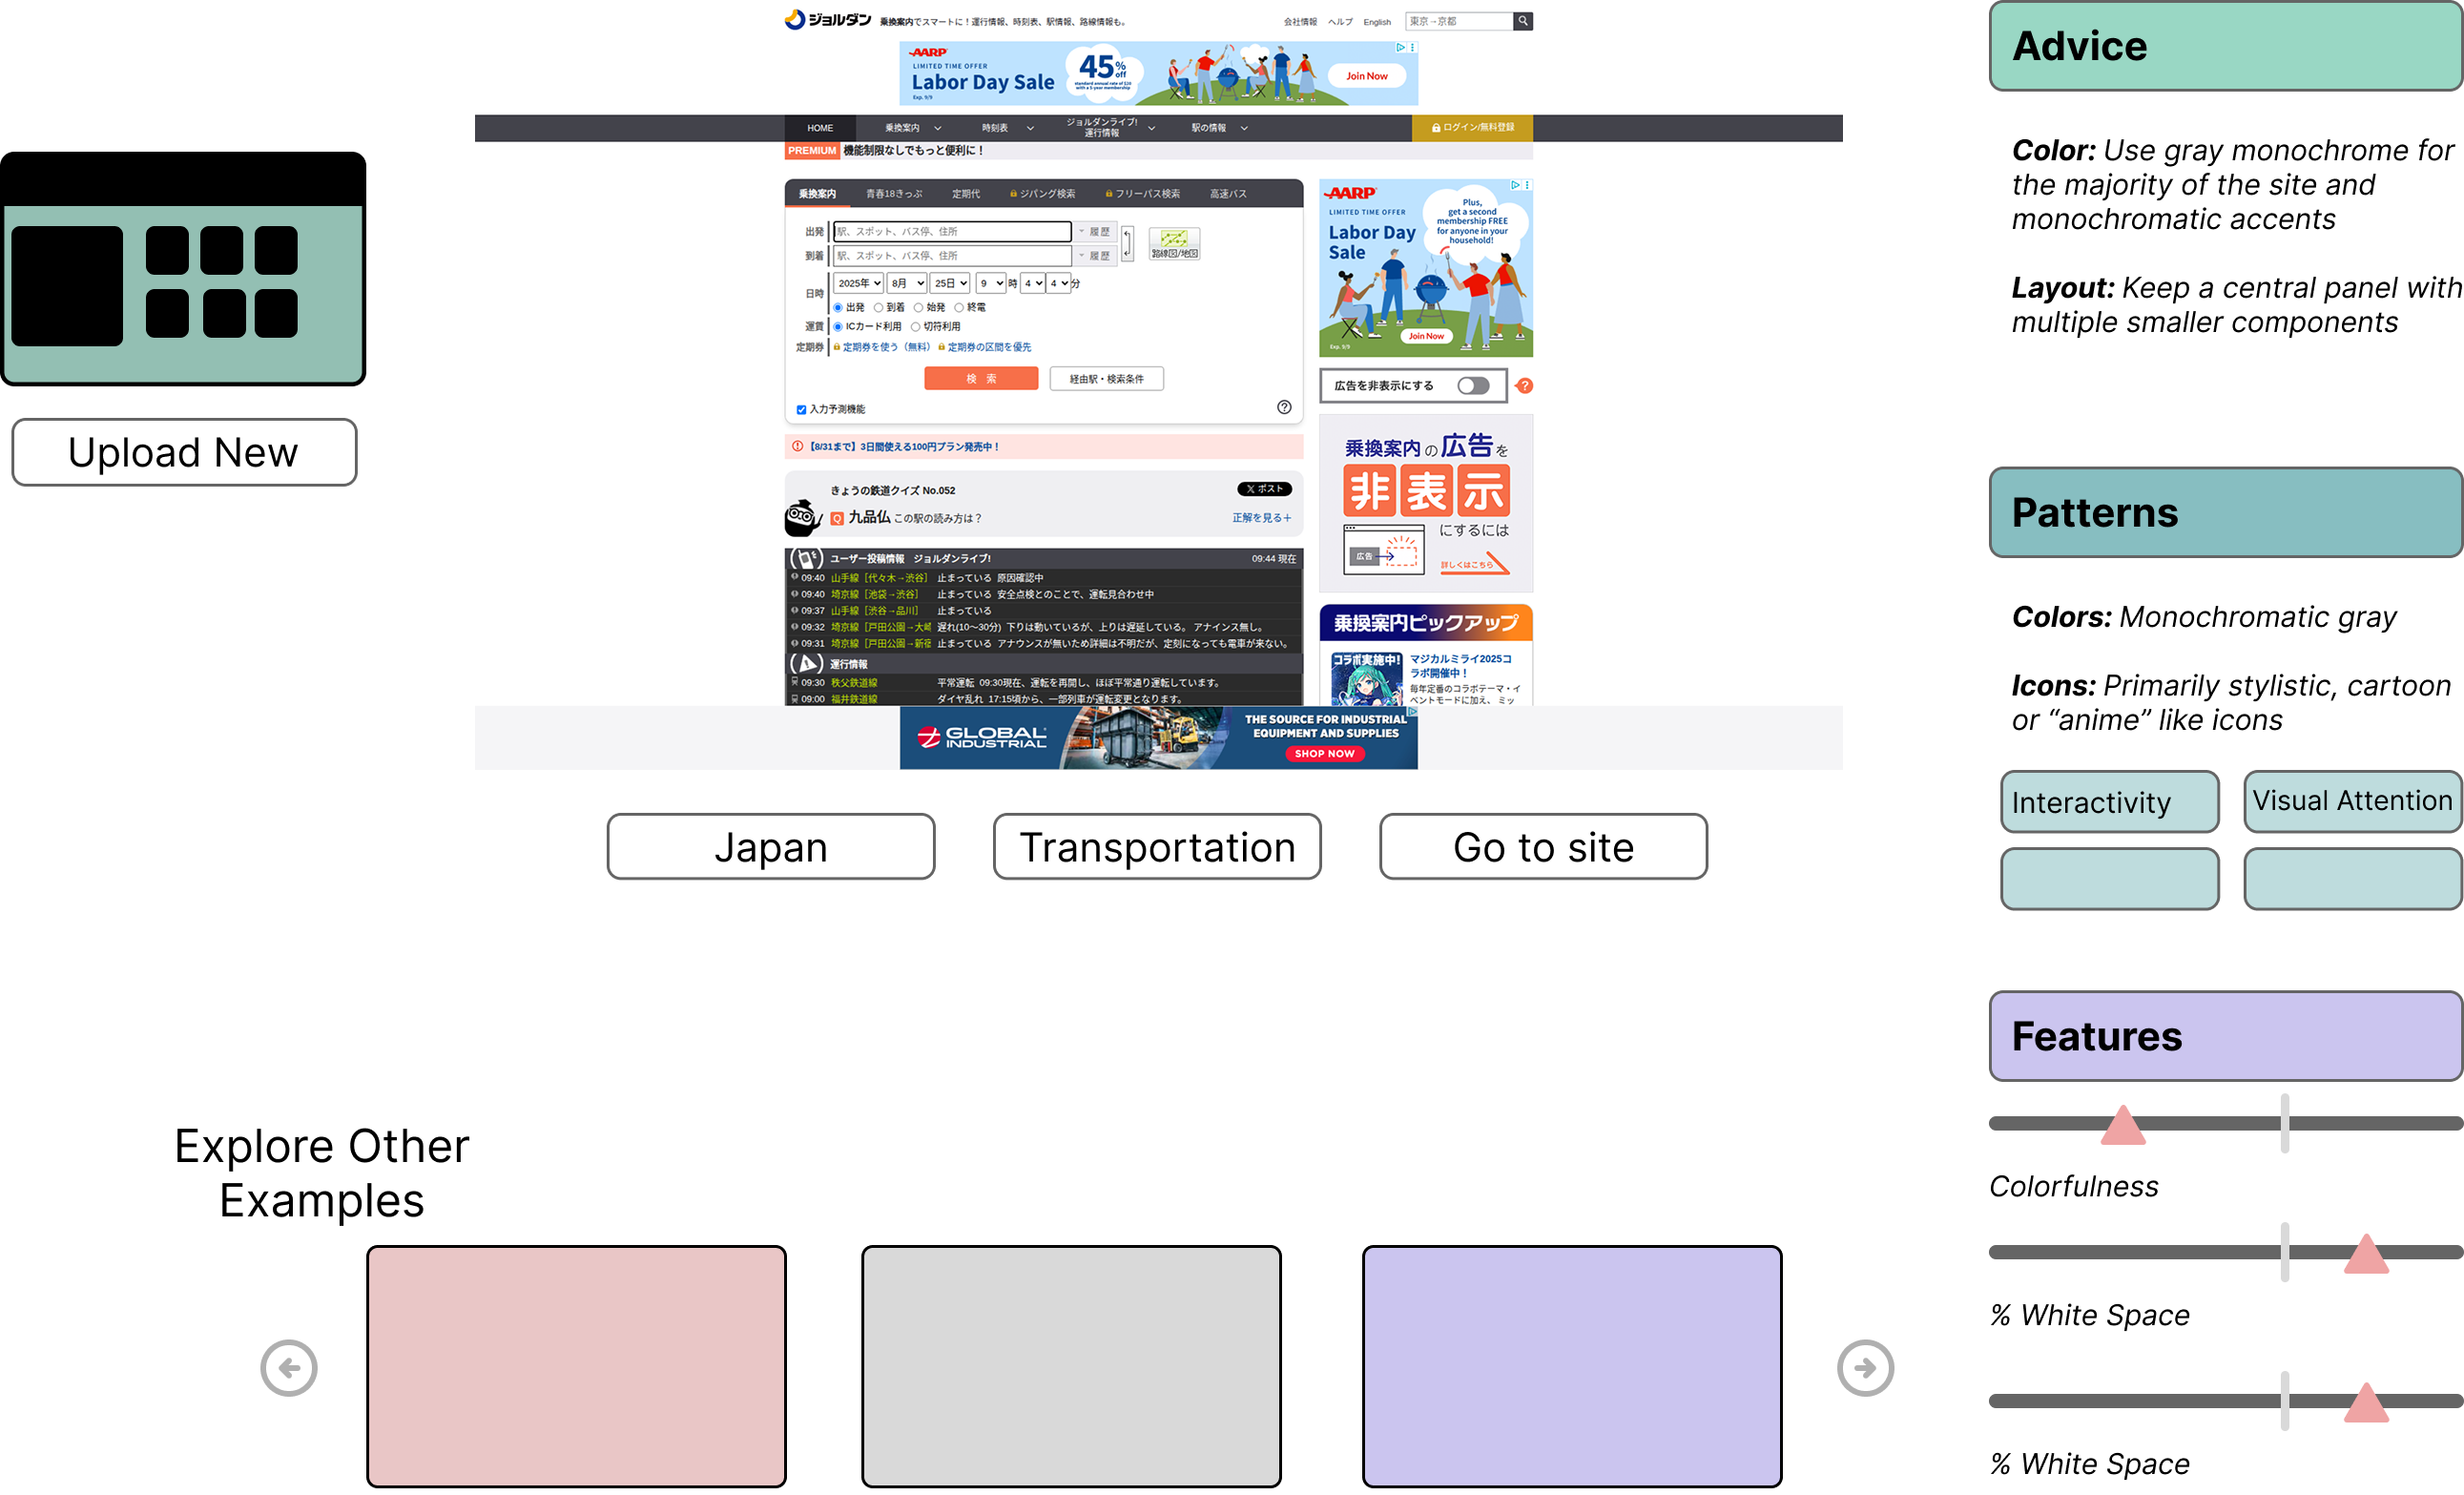 ジョルダン 乗換案内でスマートに！運行情報、時刻表、駅情報、路線情報も。
会社情報 ヘルプ English 東京→京都
AARP
LIMITED TIME OFFER
Labor Day Sale
Exp. 9/9
45% off
standard annual rate of $20
with a 5-year membership
Join Now
HOME 乗換案内 時刻表 ジョルダンライブ！ 運行情報 駅の情報 ログイン/無料登録
PREMIUM 機能制限なしでもっと便利に！
乗換案内 青春18きっぷ 定期代 ジパング検索 フリーパス検索 高速バス
出発 駅、スポット、バス停、住所 履歴
到着 駅、スポット、バス停、住所 履歴
路線図/地図
日時 2025年 8月 25日 9 時 4 4 分
出発 到着 始発 終電
運賃 ICカード利用 切符利用
定期券 定期券を使う（無料） 定期券の区間を優先
検 索 経由駅・検索条件
入力予測機能
【8/31まで】3日間使える100円プラン発売中！
きょうの鉄道クイズ No.052 ポスト
Q 九品仏 この駅の読み方は？ 正解を見る＋
ユーザー投稿情報 ジョルダンライブ! 09:44 現在
09:40 山手線［代々木→渋谷］ 止まっている 原因確認中
09:40 埼京線［池袋→渋谷］ 止まっている 安全点検とのことで、運転見合わせ中
09:37 山手線［渋谷→品川］ 止まっている
09:32 埼京線［戸田公園→大崎 遅れ(10〜30分) 下りは動いているが、上りは遅延している。 アナインス無し。
09:31 埼京線［戸田公園→新宿 止まっている アナウンスが無いため詳細は不明だが、定刻になっても電車が来ない。
運行情報
09:30 秩父鉄道線 平常運転 09:30現在、運転を再開し、ほぼ平常通り運転しています。
09:00 福井鉄道線 ダイヤ乱れ 17:15頃から、一部列車が運転変更となります。
AARP
LIMITED TIME OFFER
Labor Day
Sale
Plus,
get a second
membership FREE
for anyone in your
household!
Join Now
Exp. 9/9
広告を非表示にする
乗換案内の広告を
非表示
にするには
広告
詳しくはこちら
乗換案内ピックアップ
コラボ実施中!
マジカルミライ2025コ
ラボ開催中！
毎年定番のコラボテーマ・イ
ベントモードに加え、ミッ
GLOBAL
INDUSTRIAL
THE SOURCE FOR INDUSTRIAL
EQUIPMENT AND SUPPLIES
SHOP NOW
Upload New
Japan
Transportation
Go to site
Advice
Color: Use gray monochrome for
the majority of the site and
monochromatic accents
Layout: Keep a central panel with
multiple smaller components
Patterns
Colors: Monochromatic gray
Icons: Primarily stylistic, cartoon
or “anime” like icons
Interactivity
Visual Attention
Features
Colorfulness
% White Space
% White Space
Explore Other
Examples